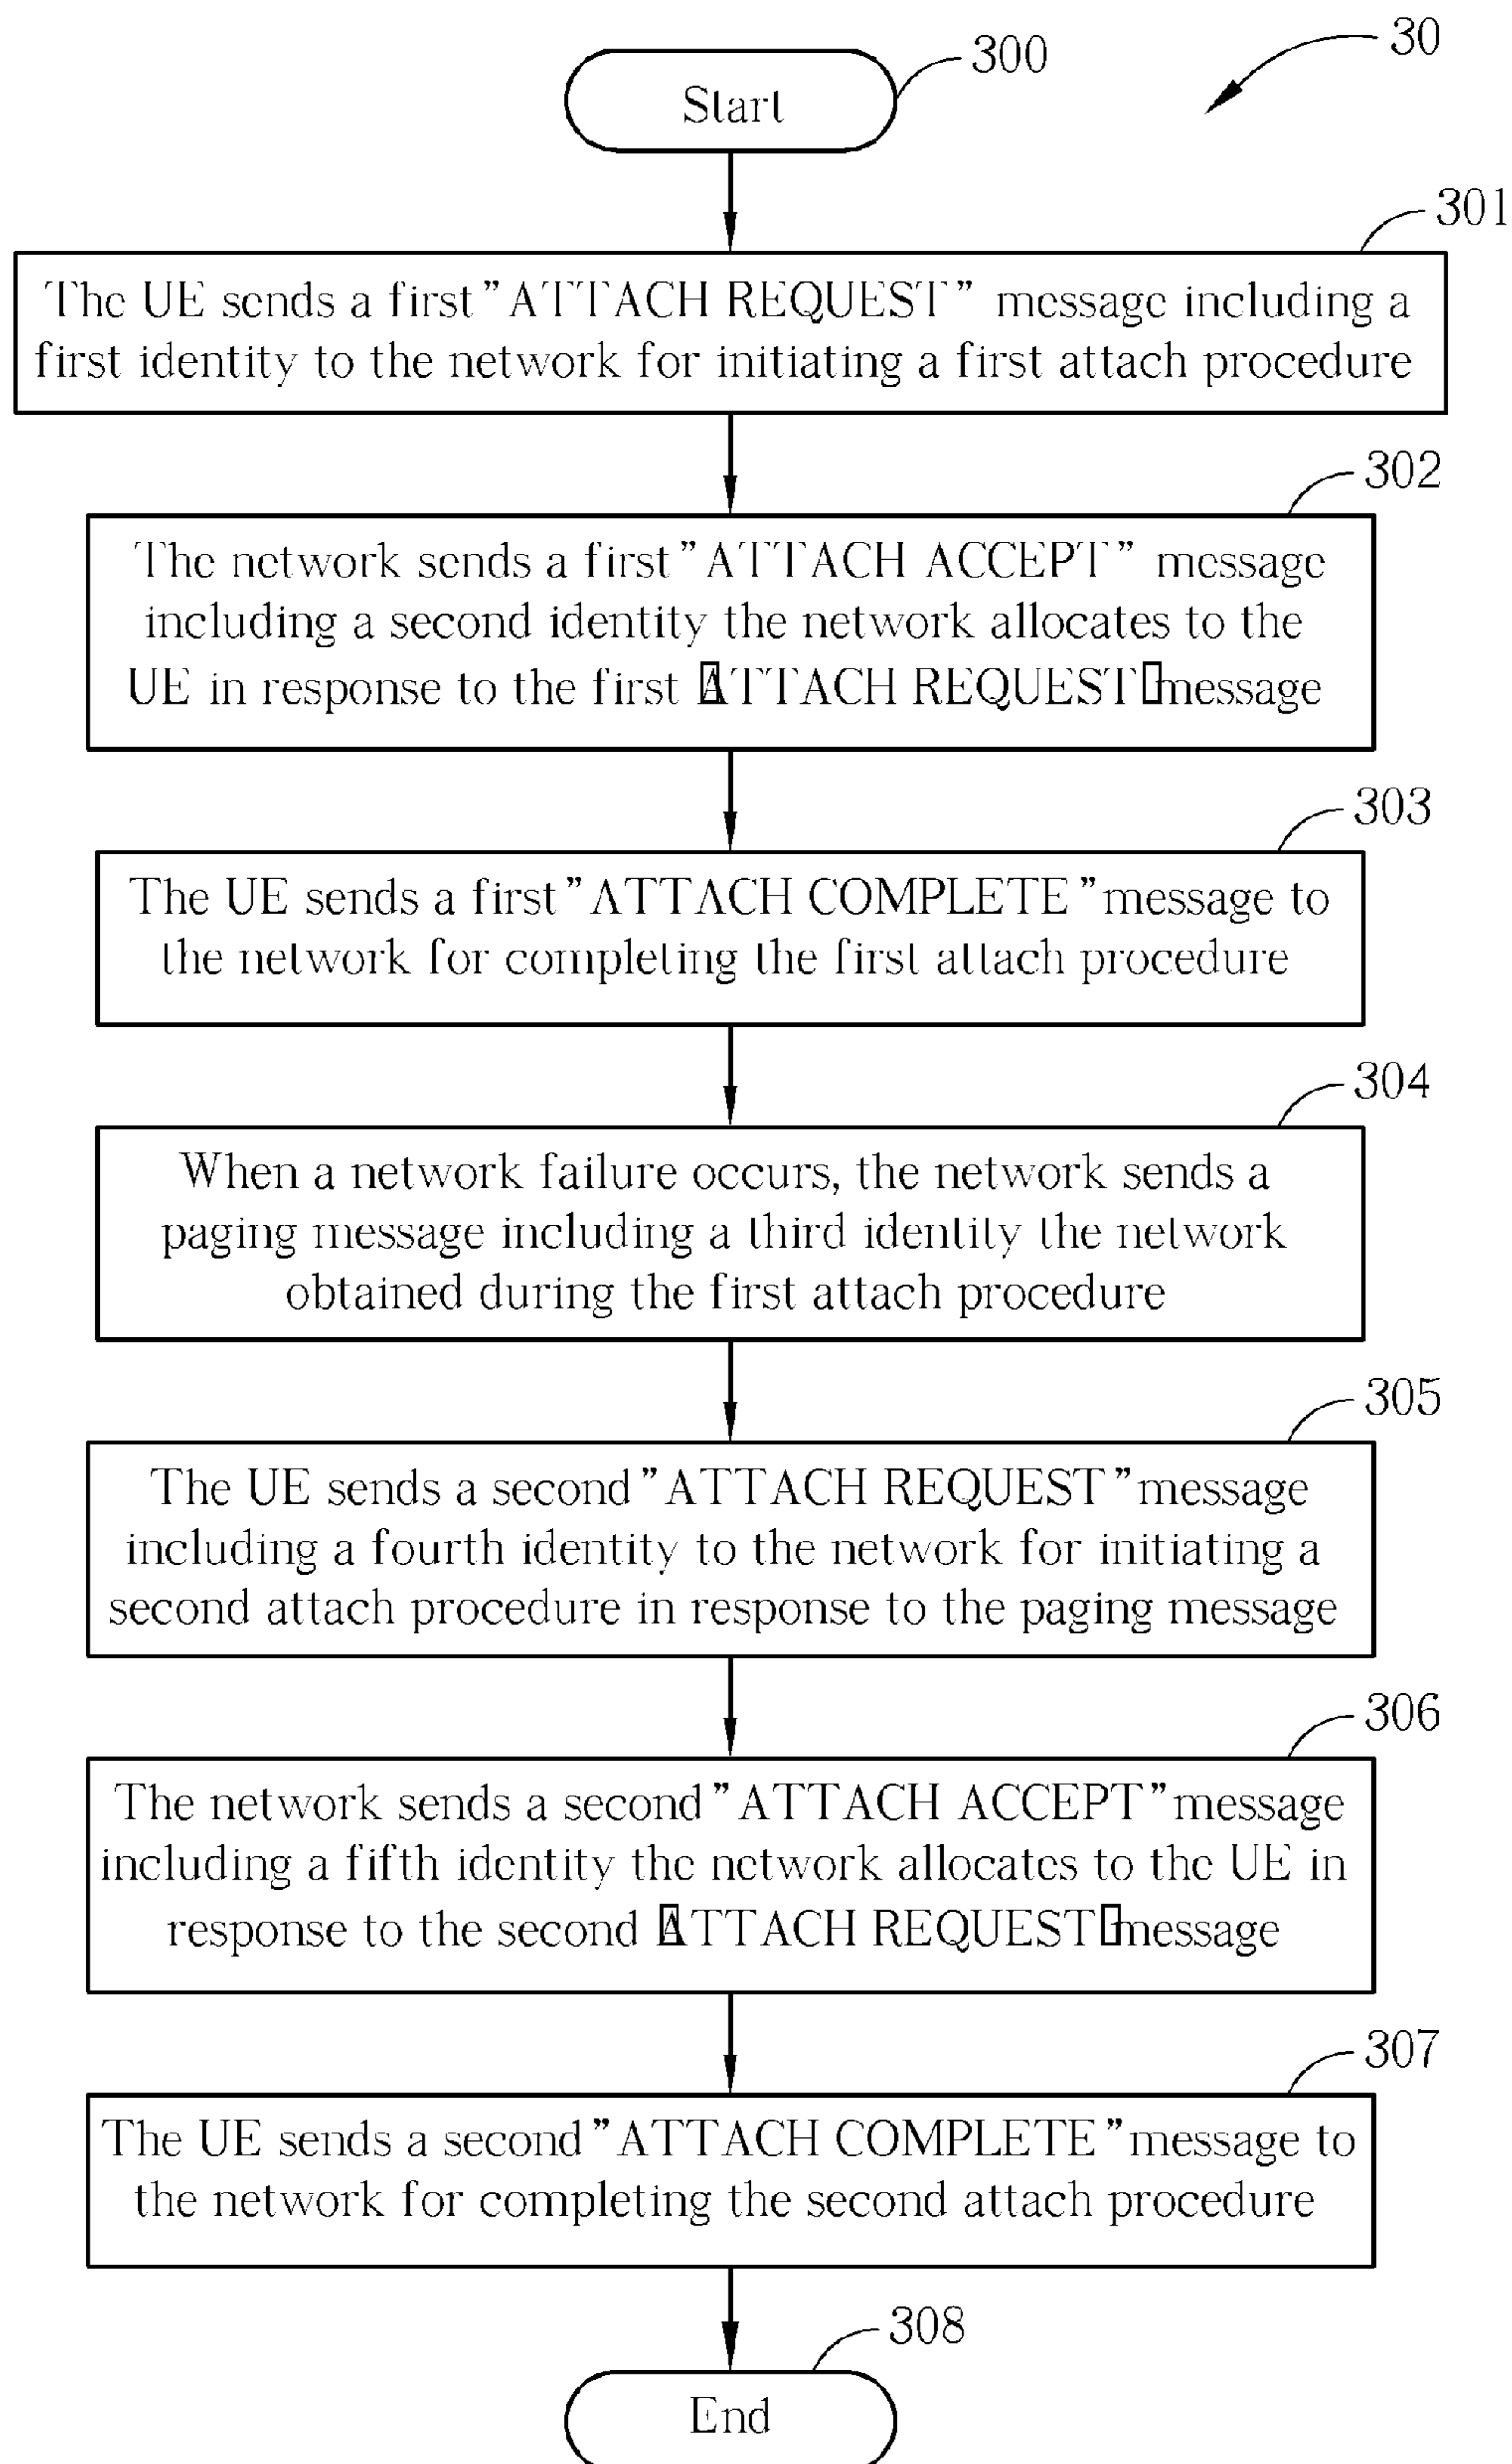 30
300
Start
301
The UE sends a first ”ATTACH REQUEST” message including a
first identity to the network for initiating a first attach procedure
302
The network sends a first ”ATTACH ACCEPT” message
including a second identity the network allocates to the
UE in response to the first ATTACH REQUEST message
303
The UE sends a first ”ATTACH COMPLETE” message to
the network for completing the first attach procedure
304
When a network failure occurs, the network sends a
paging message including a third identity the network
obtained during the first attach procedure
305
The UE sends a second ”ATTACH REQUEST” message
including a fourth identity to the network for initiating a
second attach procedure in response to the paging message
306
The network sends a second ”ATTACH ACCEPT” message
including a fifth identity the network allocates to the UE in
response to the second ATTACH REQUEST message
307
The UE sends a second ”ATTACH COMPLETE” message to
the network for completing the second attach procedure
308
End